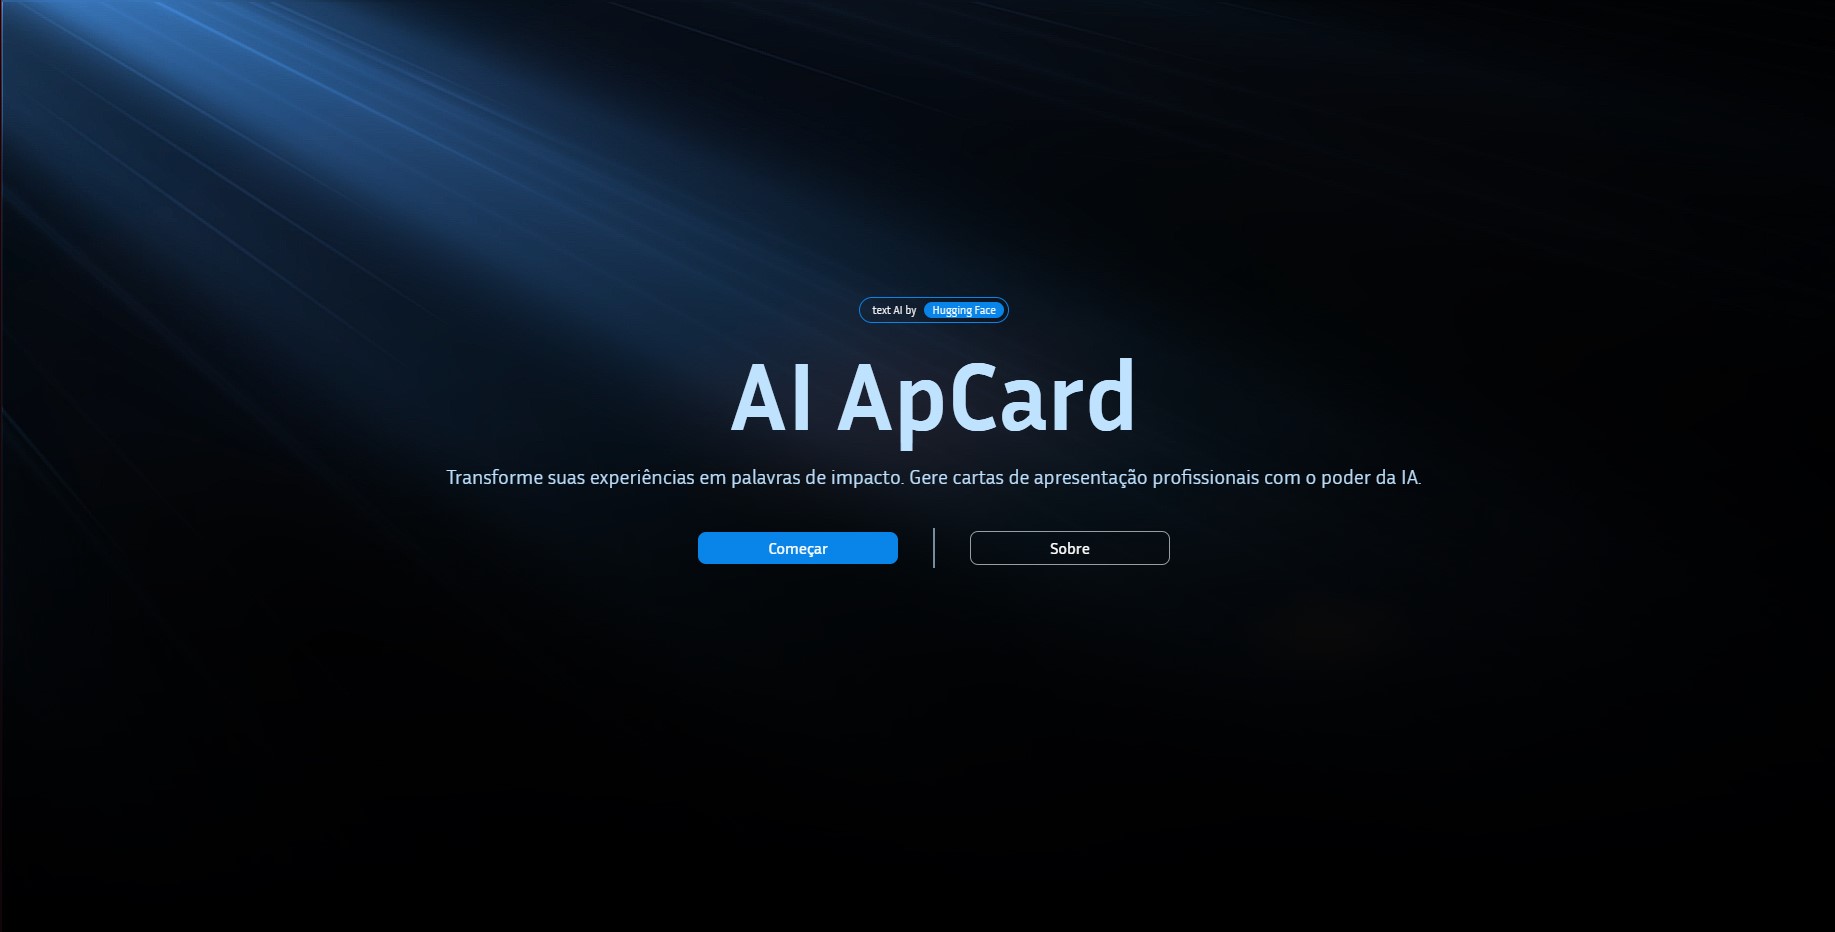 text AI by Hugging Face
AI ApCard
Transforme suas experiências em palavras de impacto. Gere cartas de apresentação profissionais com o poder da IA.
Começar
Sobre